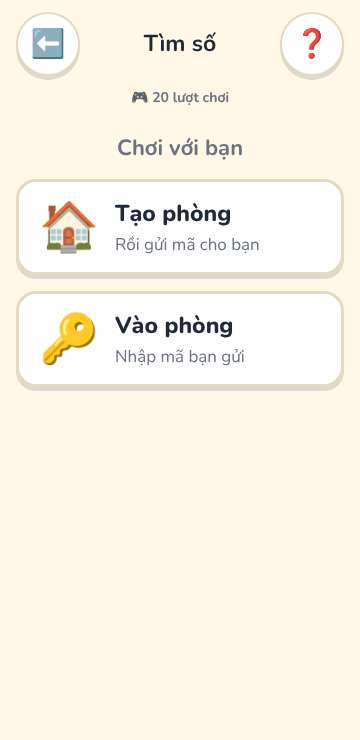 Tìm số
20 lượt chơi
Chơi với bạn
Tạo phòng
Rồi gửi mã cho bạn
Vào phòng
Nhập mã bạn gửi